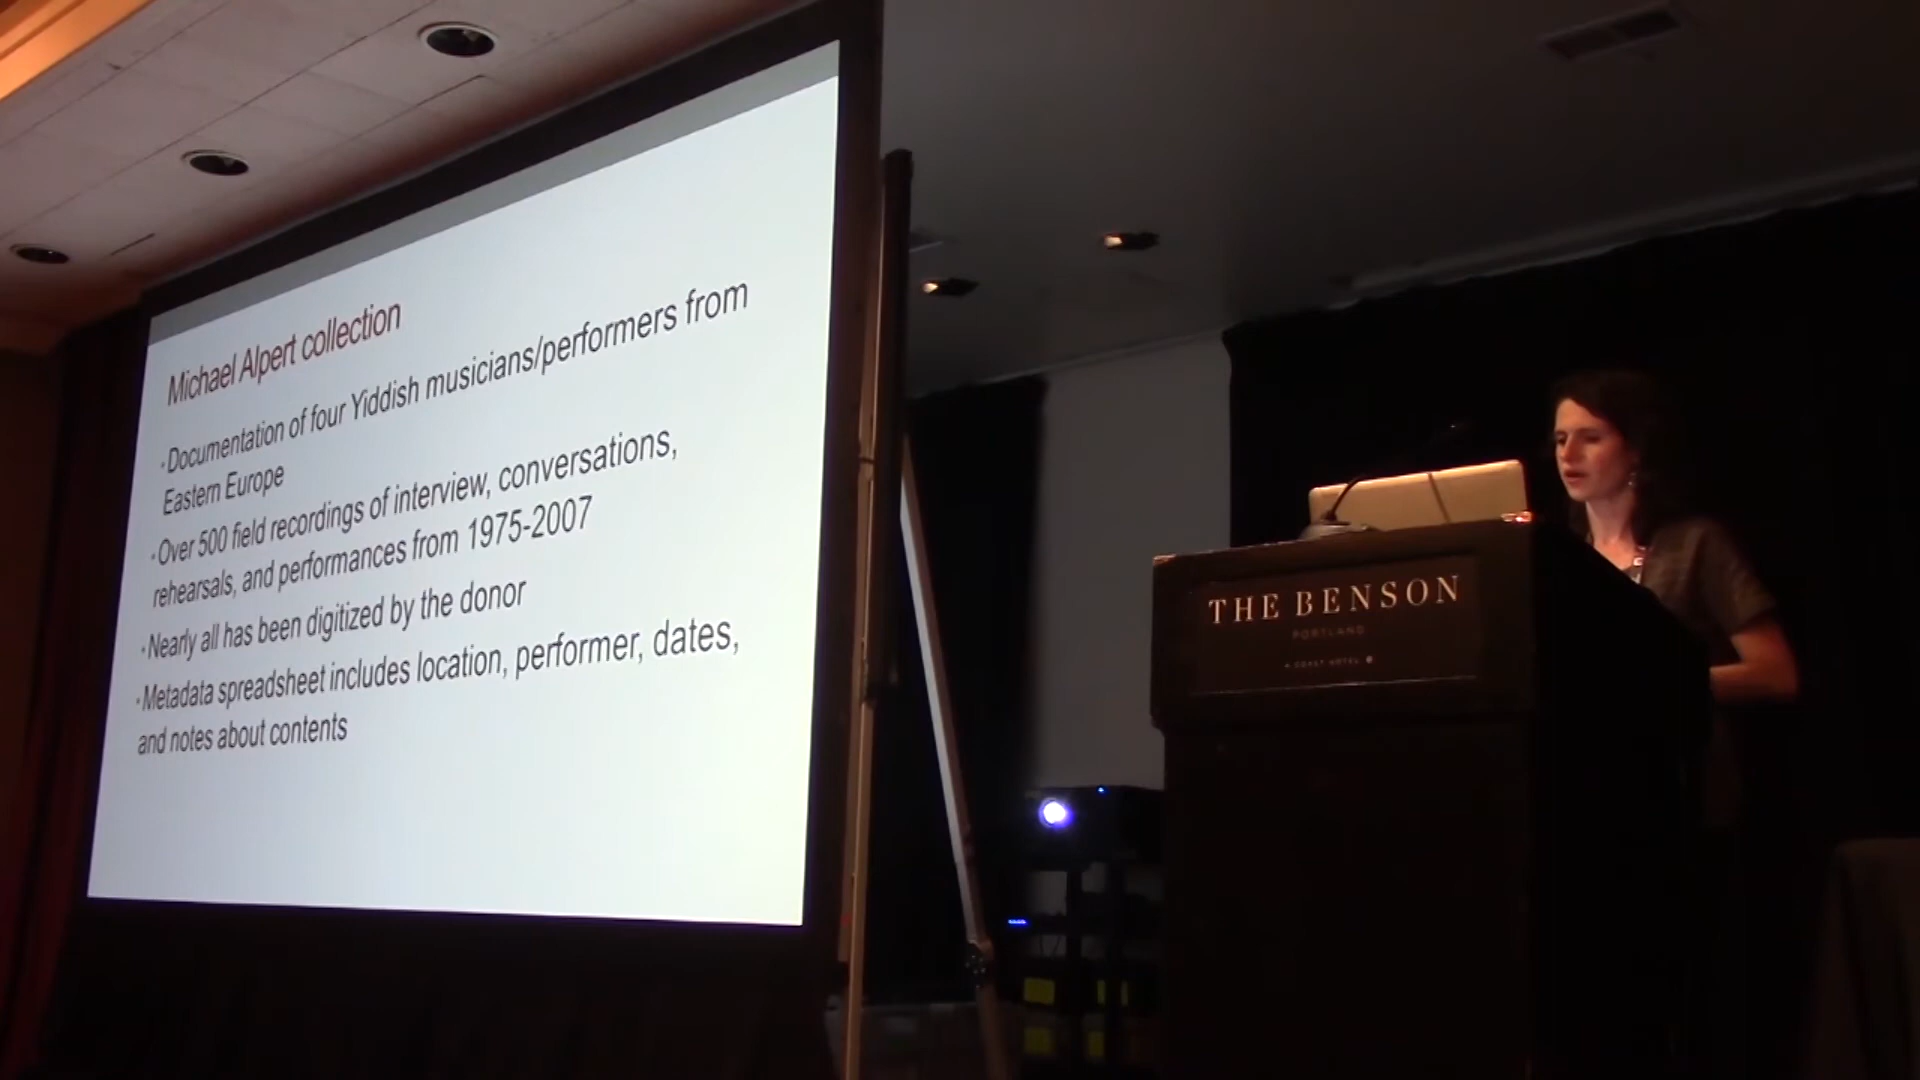 Michael Alpert collection
·Documentation of four Yiddish musicians/performers from
Eastern Europe
·Over 500 field recordings of interview, conversations,
rehearsals, and performances from 1975-2007
·Nearly all has been digitized by the donor
·Metadata spreadsheet includes location, performer, dates,
and notes about contents
THE BENSON
PORTLAND
A COAST HOTEL